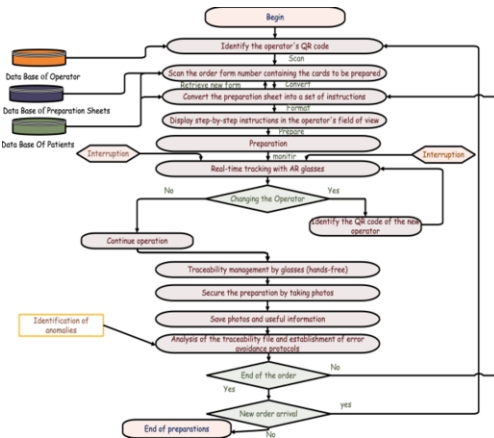 Begin
Identify the operator's QR code
Scan
Data Base of Operator
Scan the order form number containing the cards to be prepared
Retrieve new form
Convert
Convert the preparation sheet into a set of instructions
Data Base of Preparation Sheets
Format
Display step-by-step instructions in the operator's field of view
Prepare
Data Base Of Patients
Preparation
Interruption
monitir
Interruption
Real-time tracking with AR glasses
No
Changing the Operator
Yes
Identify the QR code of the new
operator
Continue operation
Traceability management by glasses (hands-free)
Secure the preparation by taking photos
Identification of
anomalies
Save photos and useful information
Analysis of the traceability file and establishment of error
avoidance protocols
End of the order
No
Yes
New order arrival
yes
End of preparations
No